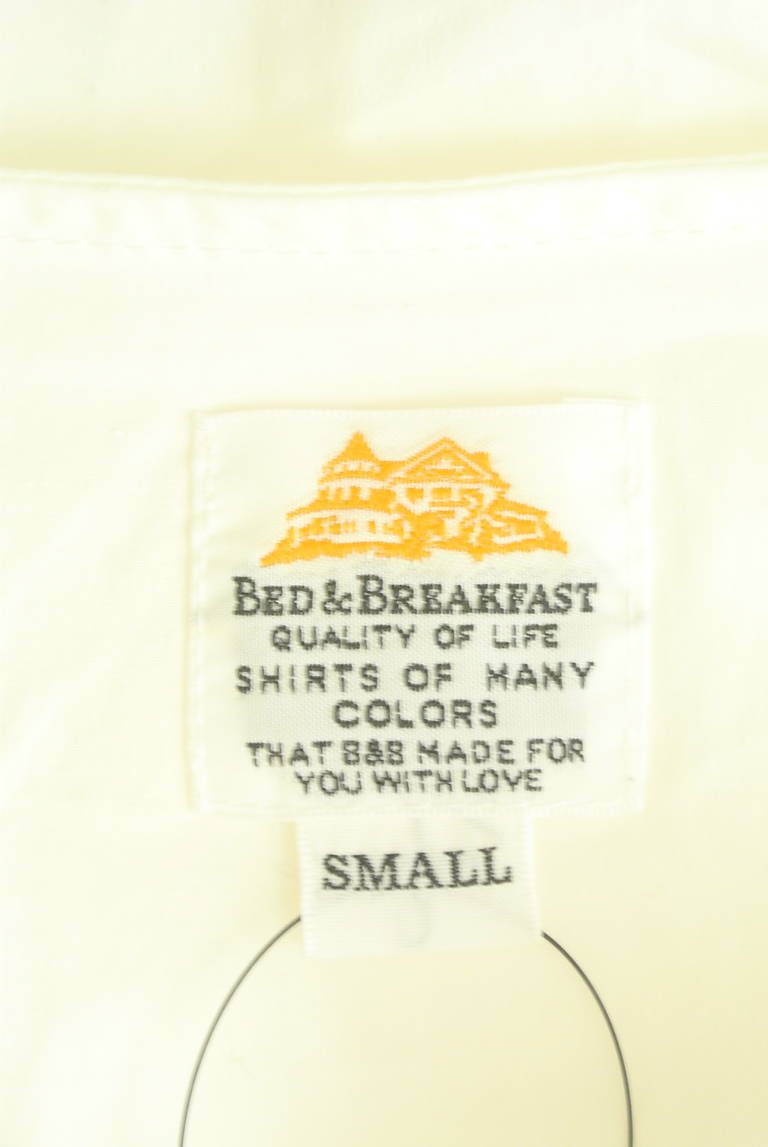 BED & BREAKFAST
QUALITY OF LIFE
SHIRTS OF MANY
COLORS
THAT B&B MADE FOR
YOU WITH LOVE
SMALL